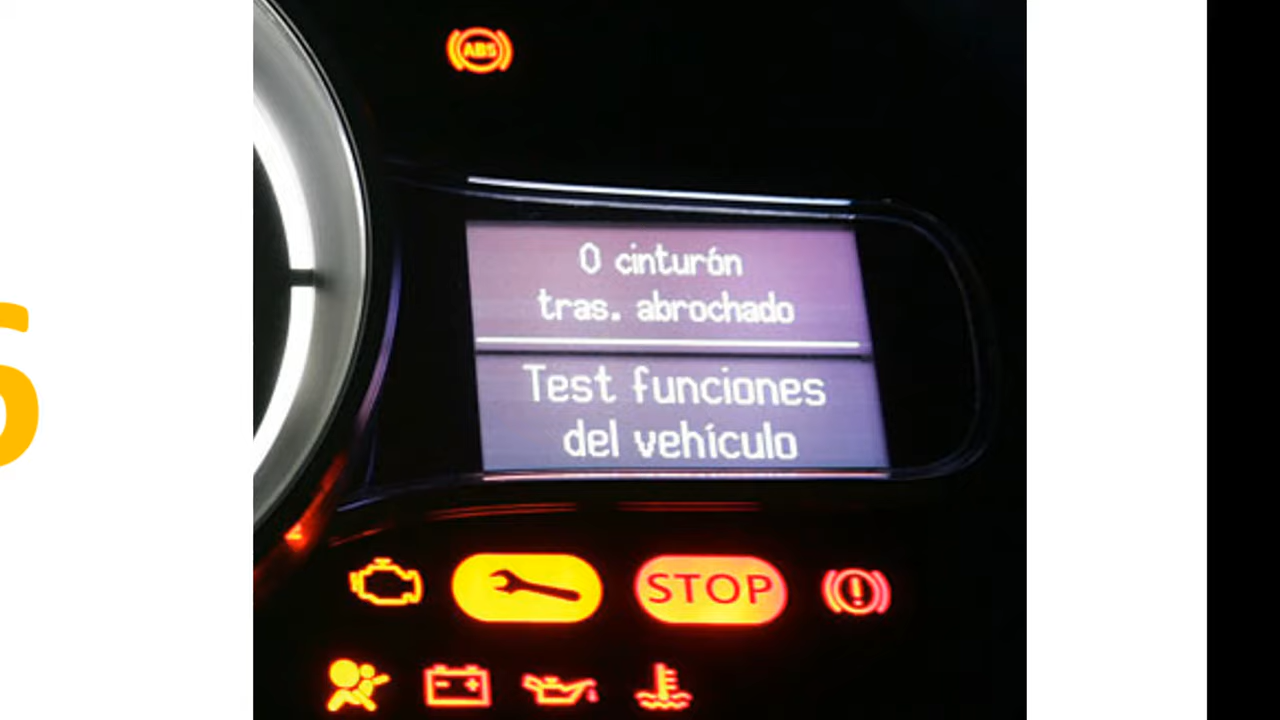 ABS
0 cinturón
tras. abrochado
Test funciones
del vehículo
STOP